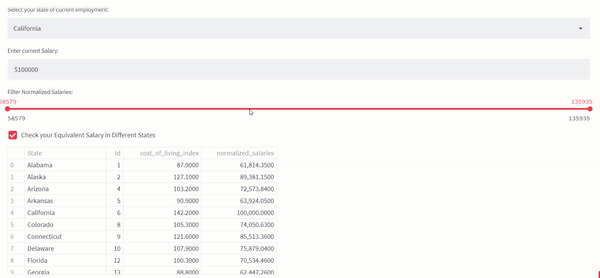 Select your state of current employment:
California
Enter current Salary:
$100000
Filter Normalized Salaries:
58579 135935
58579 135935
Check your Equivalent Salary in Different States
State id cost_of_living_index normalized_salaries
0 Alabama 1 87.9000 61,814.3500
1 Alaska 2 127.1000 89,381.1500
2 Arizona 4 103.2000 72,573.8400
3 Arkansas 5 90.9000 63,924.0500
4 California 6 142.2000 100,000.0000
5 Colorado 8 105.3000 74,050.6300
6 Connecticut 9 121.6000 85,513.3600
7 Delaware 10 107.9000 75,879.0400
8 Florida 12 100.3000 70,534.4600
9 Georgia 13 88.8000 62,447.2600